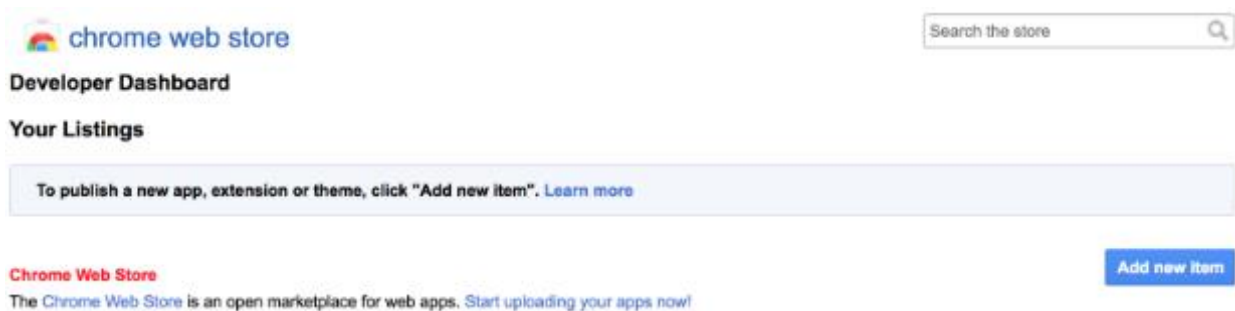 chrome web store
Search the store
Developer Dashboard
Your Listings
To publish a new app, extension or theme, click "Add new item". Learn more
Add new item
Chrome Web Store
The Chrome Web Store is an open marketplace for web apps. Start uploading your apps now!